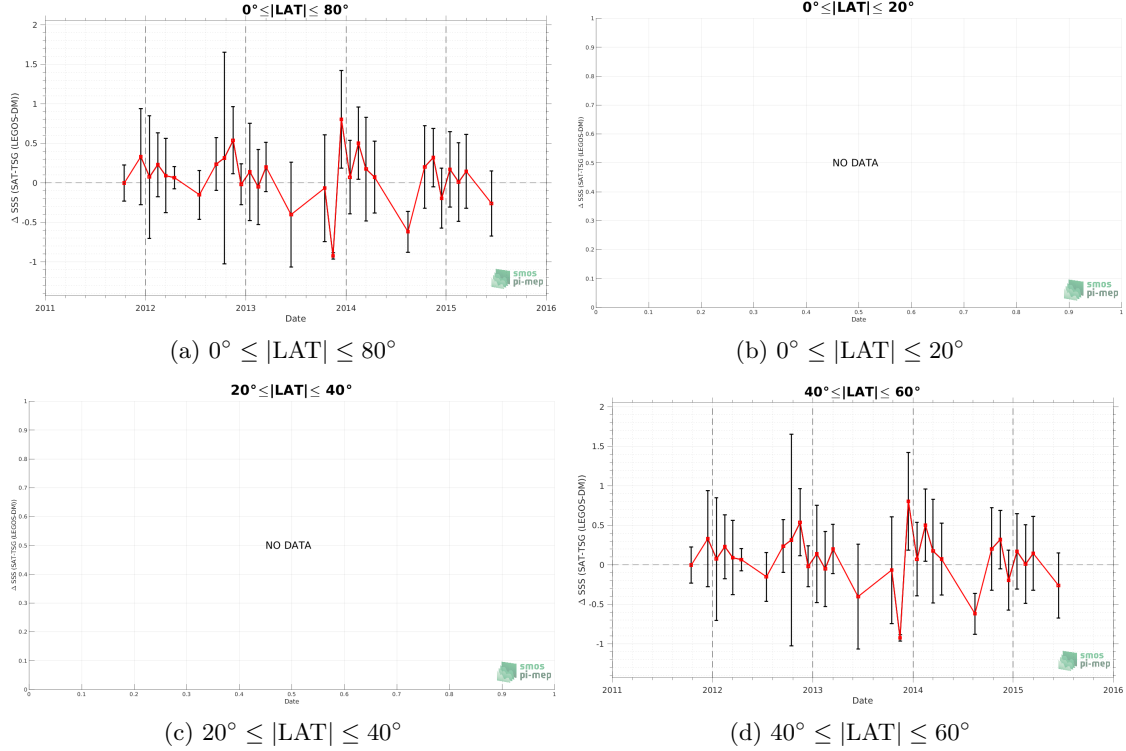 0°≤|LAT|≤ 80°
Δ SSS (SAT-TSG (LEGOS-DM))
2
1.5
1
0.5
0
-0.5
-1
2011 2012 2013 2014 2015 2016
Date
smos
pi-mep
(a) 0° ≤ |LAT| ≤ 80°
0°≤|LAT|≤ 20°
Δ SSS (SAT-TSG (LEGOS-DM))
1
0.9
0.8
0.7
0.6
0.5
0.4
0.3
0.2
0.1
0
NO DATA
0 0.1 0.2 0.3 0.4 0.5 0.6 0.7 0.8 0.9 1
Date
smos
pi-mep
(b) 0° ≤ |LAT| ≤ 20°
20°≤|LAT|≤ 40°
Δ SSS (SAT-TSG (LEGOS-DM))
1
0.9
0.8
0.7
0.6
0.5
0.4
0.3
0.2
0.1
0
NO DATA
0 0.1 0.2 0.3 0.4 0.5 0.6 0.7 0.8 0.9 1
Date
smos
pi-mep
(c) 20° ≤ |LAT| ≤ 40°
40°≤|LAT|≤ 60°
Δ SSS (SAT-TSG (LEGOS-DM))
2
1.5
1
0.5
0
-0.5
-1
2011 2012 2013 2014 2015 2016
Date
smos
pi-mep
(d) 40° ≤ |LAT| ≤ 60°